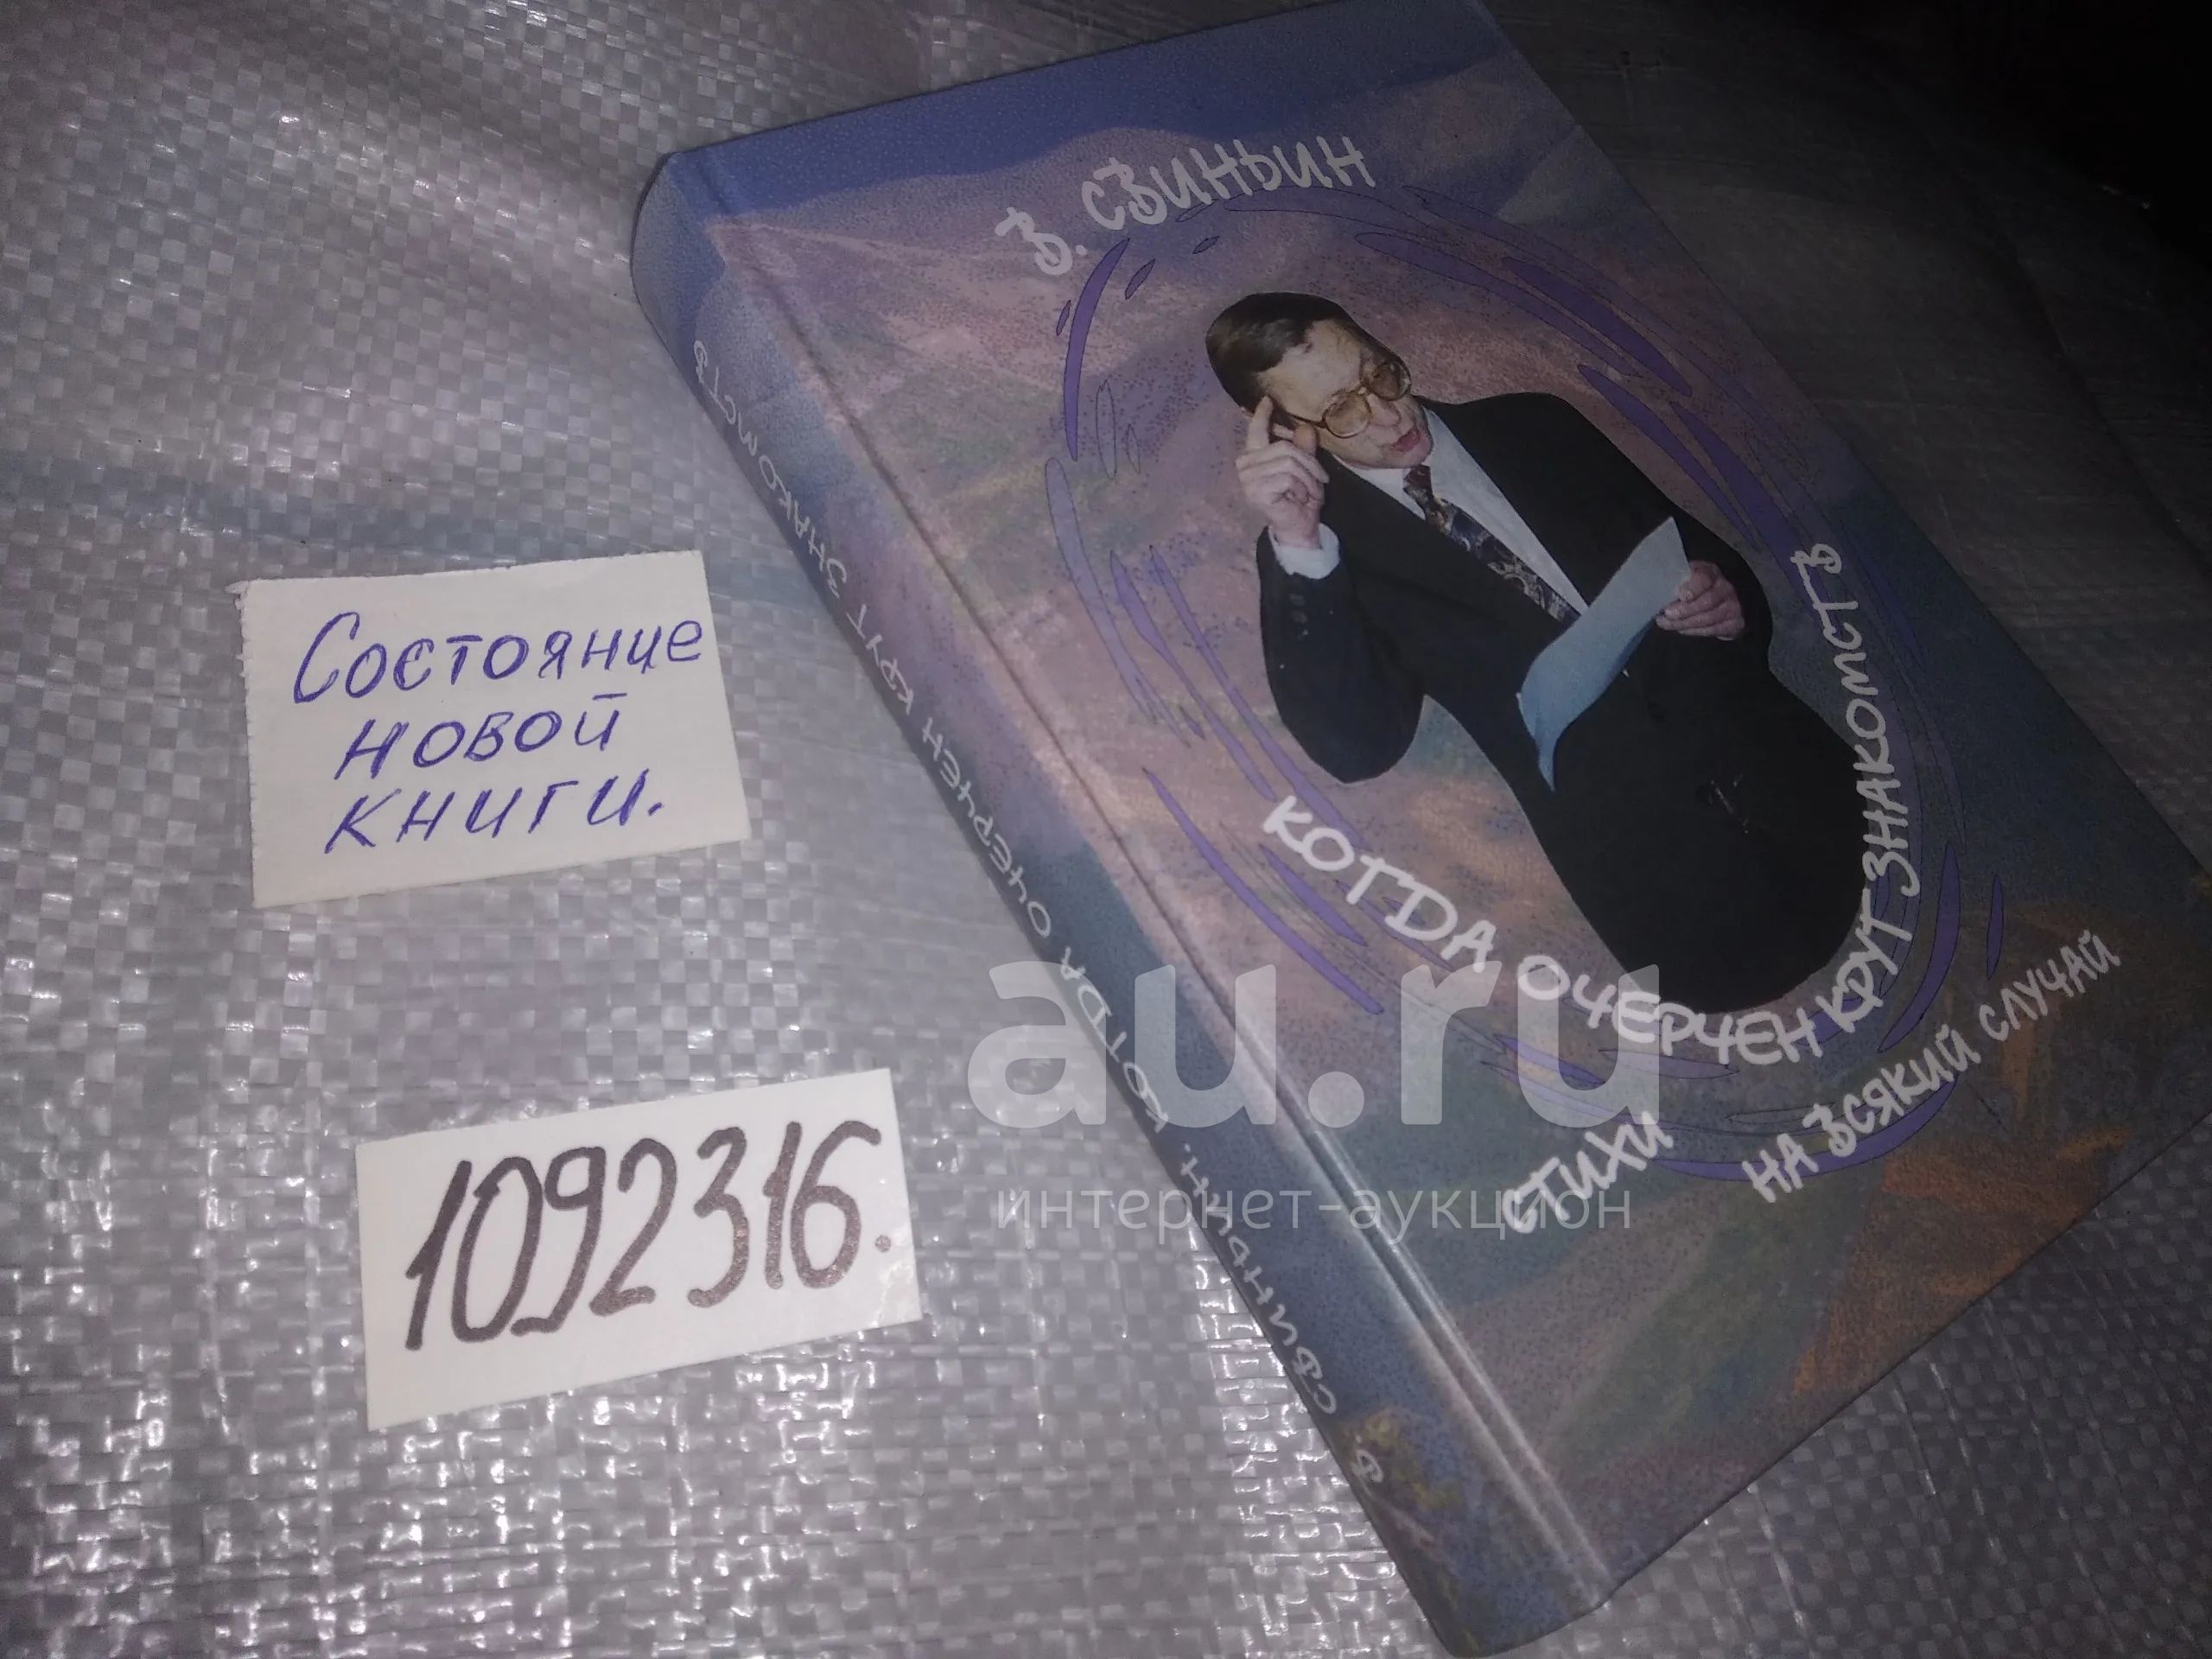 В. СВИНЬИН
КОГДА ОЧЕРЧЕН КРУГ ЗНАКОМСТВ
СТИХИ
НА ВСЯКИЙ СЛУЧАЙ
В. СВИНЬИН. КОГДА ОЧЕРЧЕН КРУГ ЗНАКОМСТВ
Состояние
новой
книги.
1092316.
au.ru
интернет-аукцион